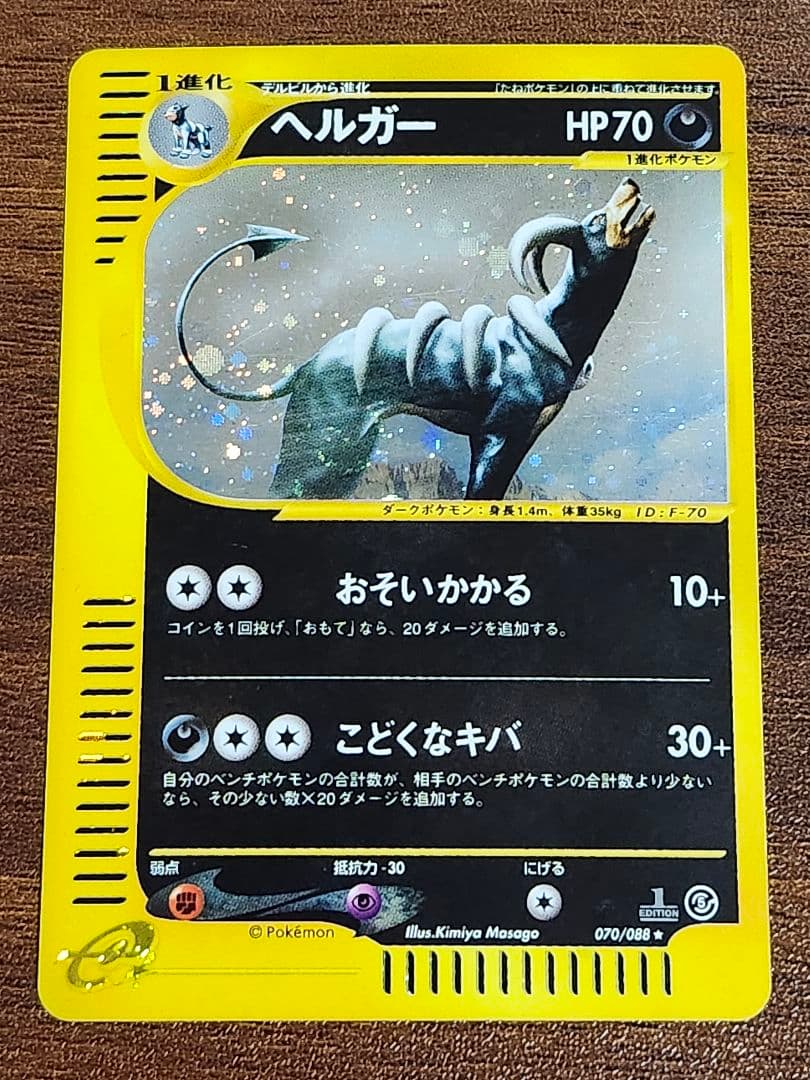 1進化
デルビルから進化
「たねポケモン」の上に重ねて進化させます。
ヘルガー
HP70
1進化ポケモン
ダークポケモン：身長1.4m、体重35kg ID：F-70
おそいかかる 10+
コインを1回投げ、「おもて」なら、20ダメージを追加する。
こどくなキバ 30+
自分のベンチポケモンの合計数が、相手のベンチポケモンの合計数より少ない
なら、その少ない数×20ダメージを追加する。
弱点 抵抗力-30 にげる
1
EDITION
© Pokémon Illus.Kimiya Masago 070/088★
e